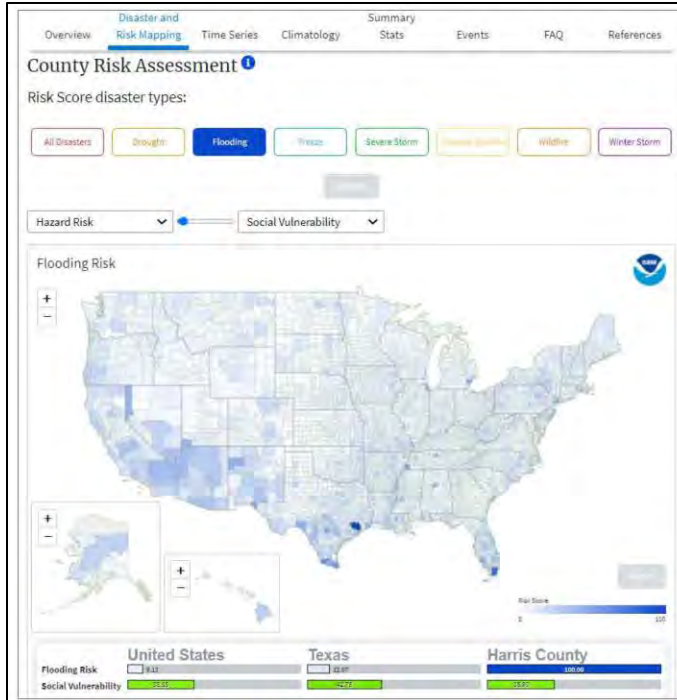 Disaster and
Summary
Overview Risk Mapping Time Series Climatology Stats Events FAQ References
County Risk Assessment
Risk Score disaster types:
All Disasters Drought Flooding Freeze Severe Storm Wildfire Winter Storm
Hazard Risk Social Vulnerability
Flooding Risk
+
−
+
−
+
−
Risk Score
0 100
United States Texas Harris County
Flooding Risk 100.00
Social Vulnerability